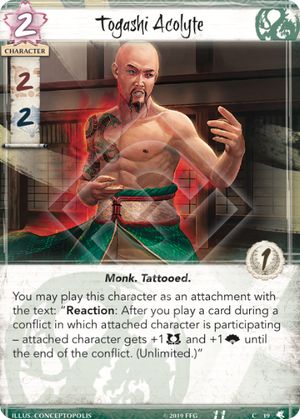 2
Togashi Acolyte
CHARACTER
2
2
1
Monk. Tattooed.
You may play this character as an attachment with
the text: “Reaction: After you play a card during a
conflict in which attached character is participating
– attached character gets +1 and +1 until
the end of the conflict. (Unlimited.)”
ILLUS. CONCEPTOPOLIS ©2019 FFG 11 C 19